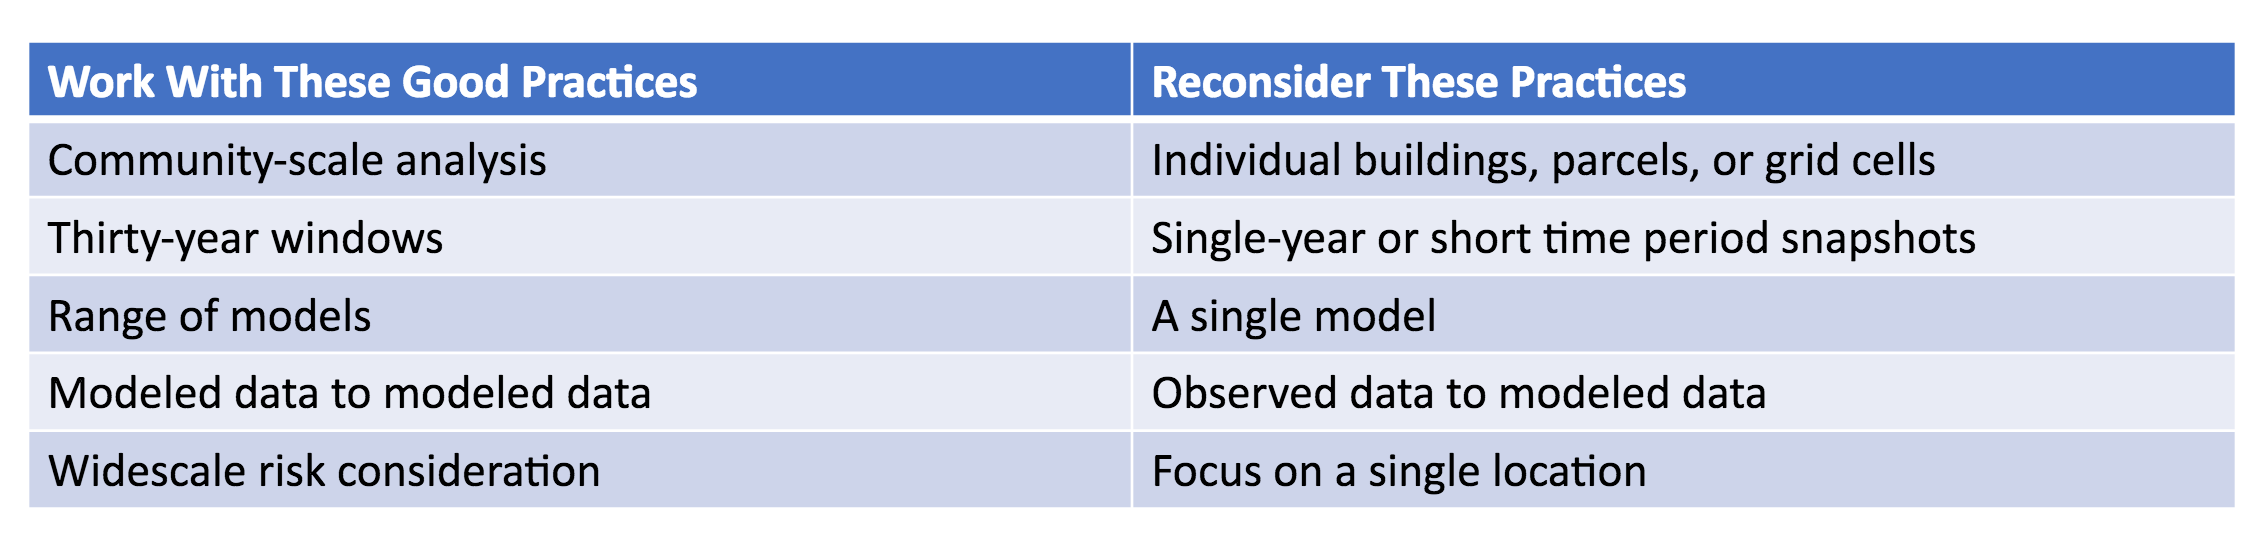 Work With These Good Practices
Reconsider These Practices
Community-scale analysis
Individual buildings, parcels, or grid cells
Thirty-year windows
Single-year or short time period snapshots
Range of models
A single model
Modeled data to modeled data
Observed data to modeled data
Widescale risk consideration
Focus on a single location